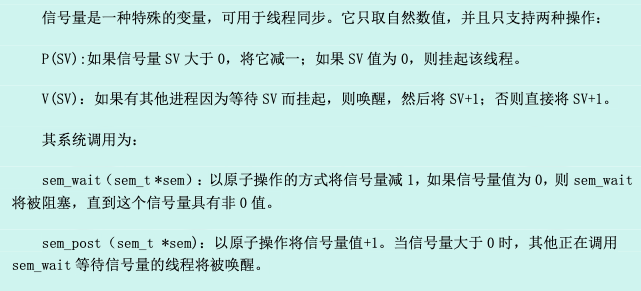 信号量是一种特殊的变量，可用于线程同步。它只取自然数值，并且只支持两种操作：
P(SV):如果信号量 SV 大于 0，将它减一；如果 SV 值为 0，则挂起该线程。
V(SV)：如果有其他进程因为等待 SV 而挂起，则唤醒，然后将 SV+1；否则直接将 SV+1。
其系统调用为：
sem_wait（sem_t *sem）：以原子操作的方式将信号量减 1，如果信号量值为 0，则 sem_wait
将被阻塞，直到这个信号量具有非 0 值。
sem_post（sem_t *sem)：以原子操作将信号量值+1。当信号量大于 0 时，其他正在调用
sem_wait 等待信号量的线程将被唤醒。